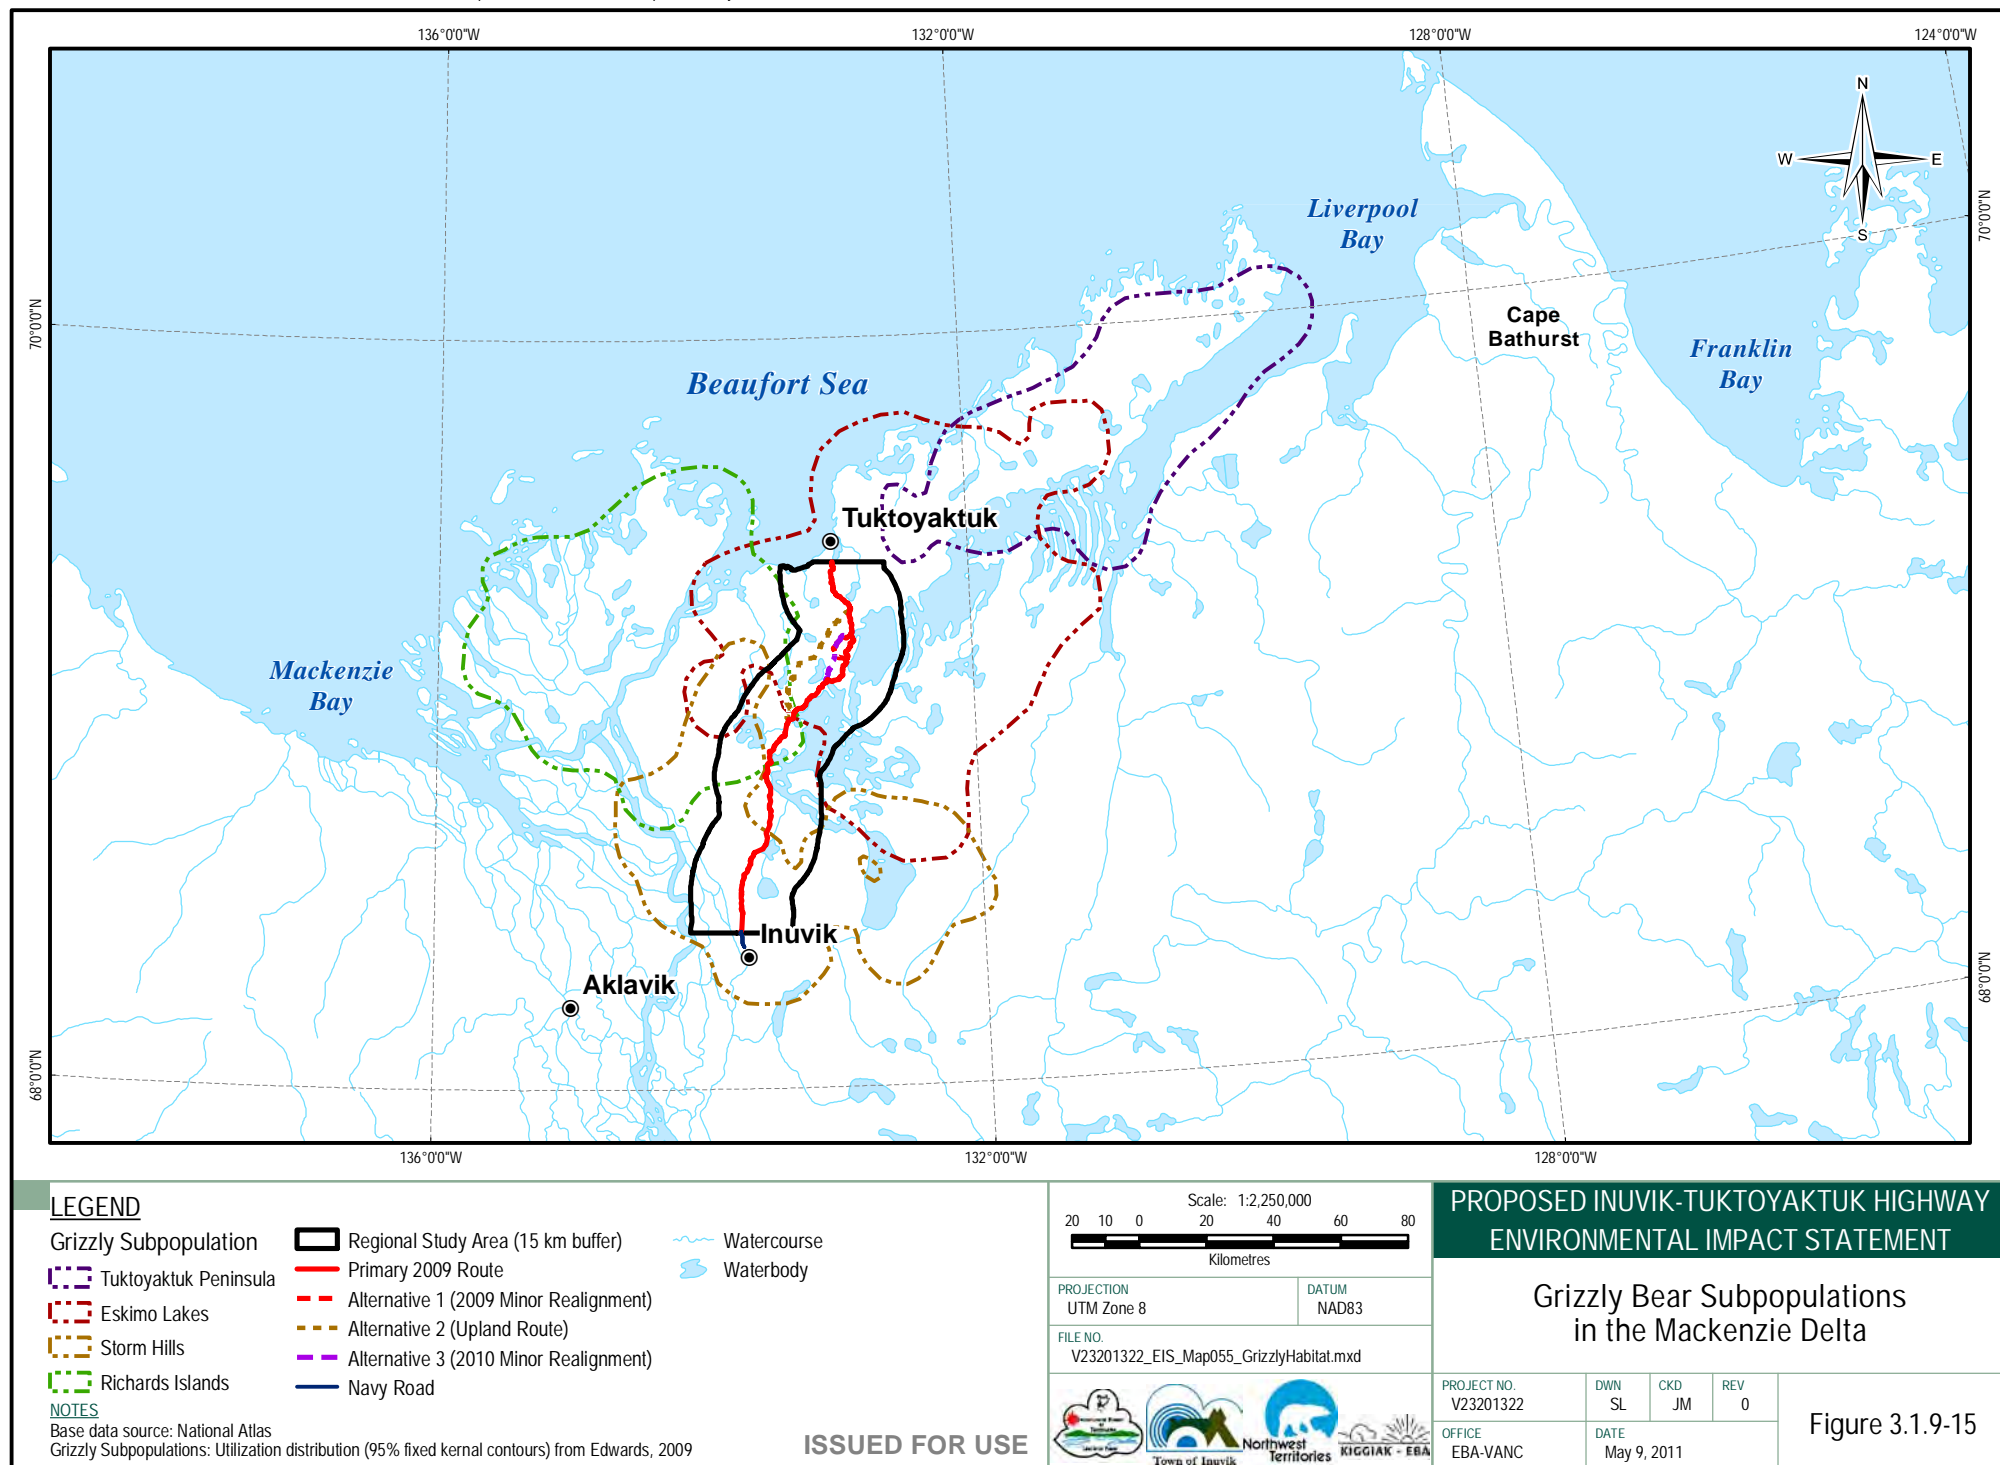 136°0'0"W
132°0'0"W
128°0'0"W
124°0'0"W
N
W
E
S
70°0'0"N
70°0'0"N
Liverpool
Bay
Cape
Bathurst
Franklin
Bay
Beaufort Sea
Tuktoyaktuk
Mackenzie
Bay
Inuvik
Aklavik
68°0'0"N
68°0'0"N
136°0'0"W
132°0'0"W
128°0'0"W
LEGEND
Grizzly Subpopulation
Tuktoyaktuk Peninsula
Eskimo Lakes
Storm Hills
Richards Islands
Regional Study Area (15 km buffer)
Primary 2009 Route
Alternative 1 (2009 Minor Realignment)
Alternative 2 (Upland Route)
Alternative 3 (2010 Minor Realignment)
Navy Road
Watercourse
Waterbody
NOTES
Base data source: National Atlas
Grizzly Subpopulations: Utilization distribution (95% fixed kernal contours) from Edwards, 2009
ISSUED FOR USE
Scale: 1:2,250,000
20 10 0 20 40 60 80
Kilometres
PROJECTION
UTM Zone 8
DATUM
NAD83
FILE NO.
V23201322_EIS_Map055_GrizzlyHabitat.mxd
Town of Inuvik
Northwest
Territories
KIGGIAK - EBA
PROPOSED INUVIK-TUKTOYAKTUK HIGHWAY
ENVIRONMENTAL IMPACT STATEMENT
Grizzly Bear Subpopulations
in the Mackenzie Delta
PROJECT NO.
V23201322
DWN
SL
CKD
JM
REV
0
OFFICE
EBA-VANC
DATE
May 9, 2011
Figure 3.1.9-15